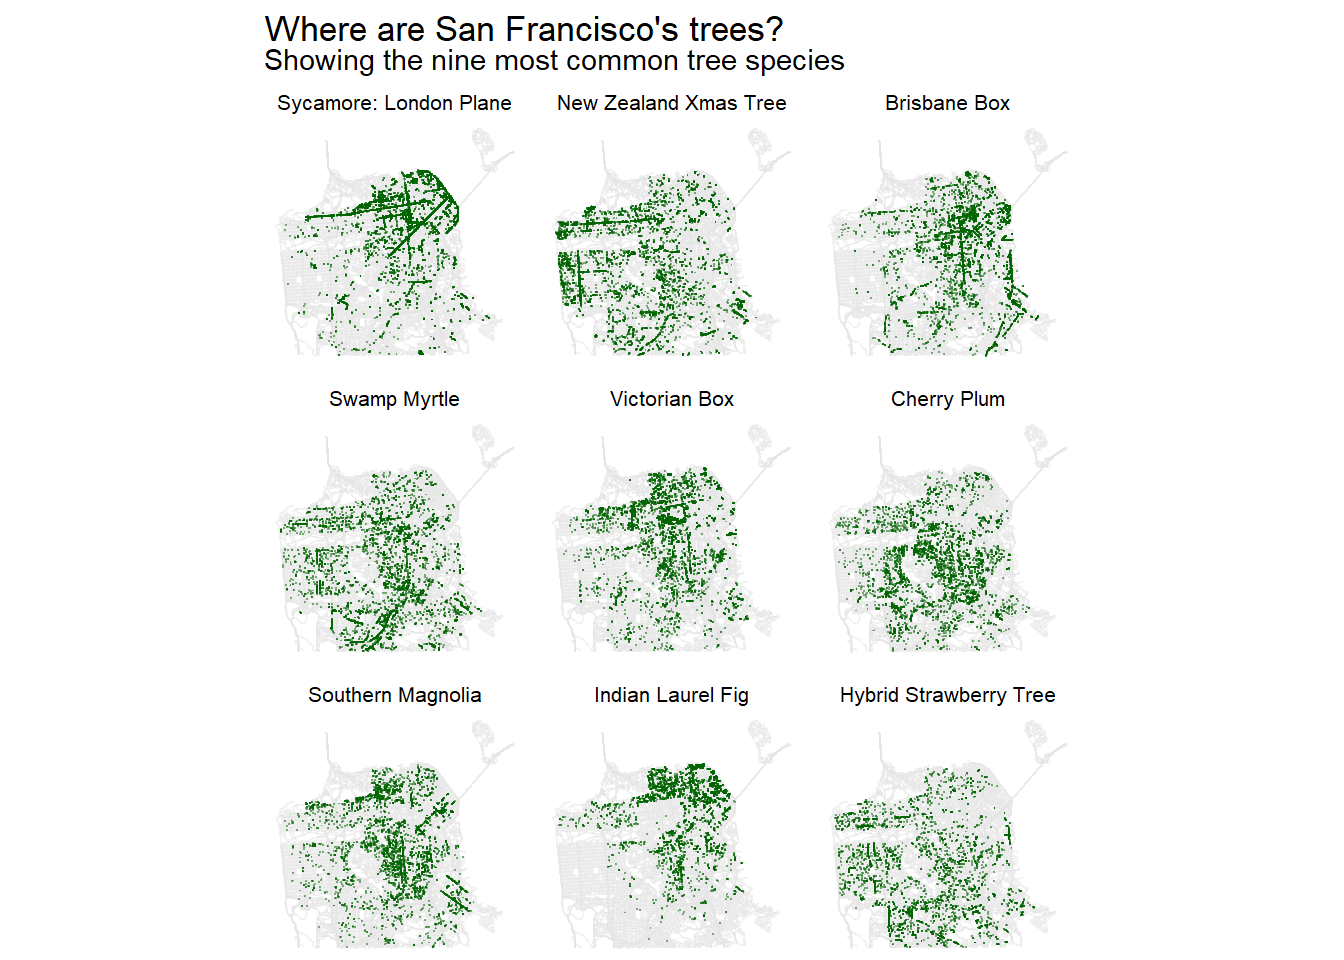 Where are San Francisco's trees?
Showing the nine most common tree species
Sycamore: London Plane
New Zealand Xmas Tree
Brisbane Box
Swamp Myrtle
Victorian Box
Cherry Plum
Southern Magnolia
Indian Laurel Fig
Hybrid Strawberry Tree